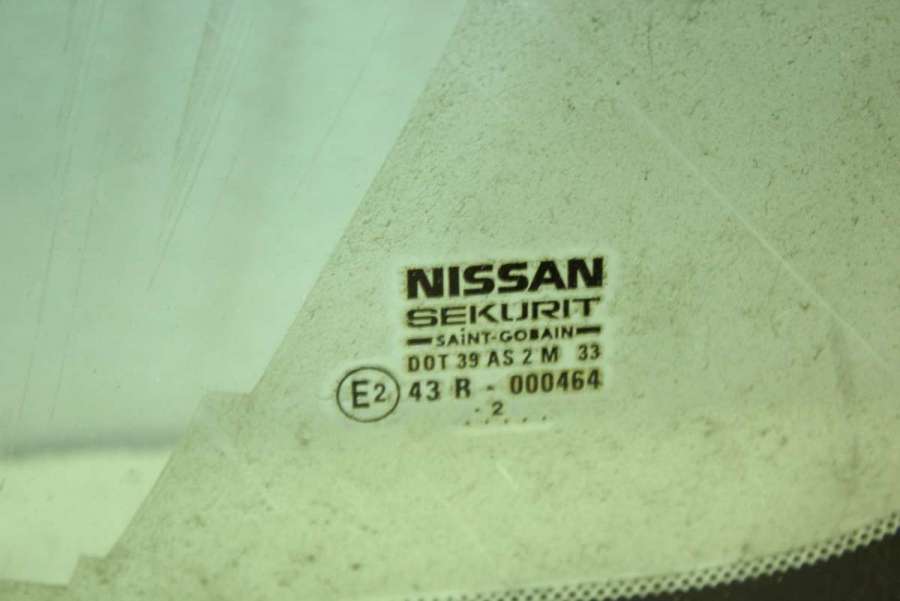 NISSAN
SEKURIT
SAiNT-GOBAIN
DOT 39 AS 2 M 33
E2 43 R - 000464
. 2 .....